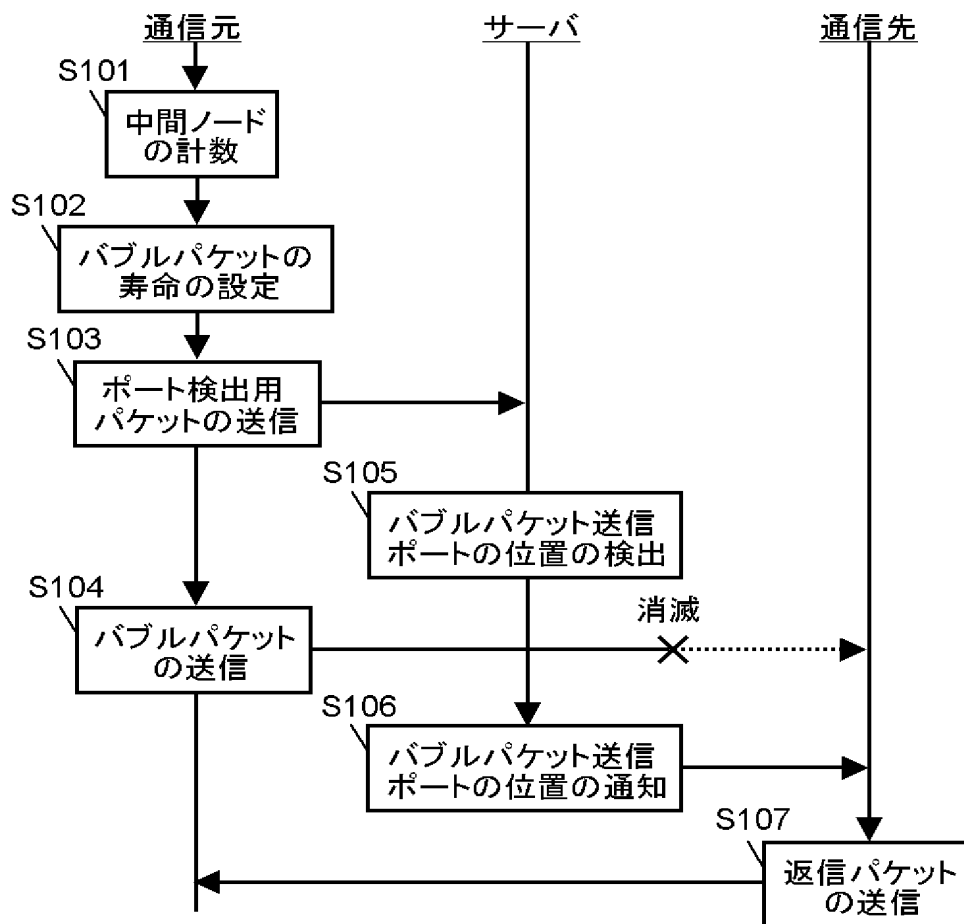 通信元
サーバ
通信先
S101
中間ノード
の計数
S102
バブルパケットの
寿命の設定
S103
ポート検出用
パケットの送信
S105
バブルパケット送信
ポートの位置の検出
S104
バブルパケット
の送信
消滅
S106
バブルパケット送信
ポートの位置の通知
S107
返信パケット
の送信